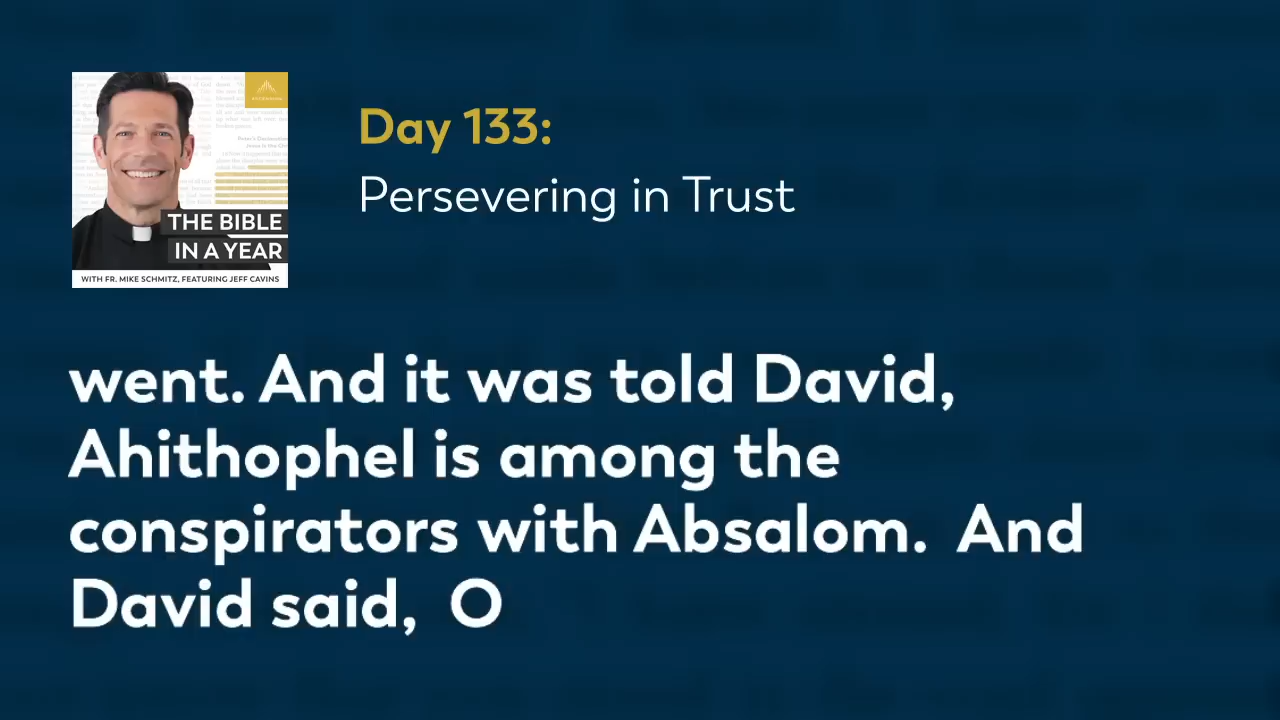 THE BIBLE
IN A YEAR
WITH FR. MIKE SCHMITZ, FEATURING JEFF CAVINS
Day 133:
Persevering in Trust
went. And it was told David,
Ahithophel is among the
conspirators with Absalom. And
David said, O